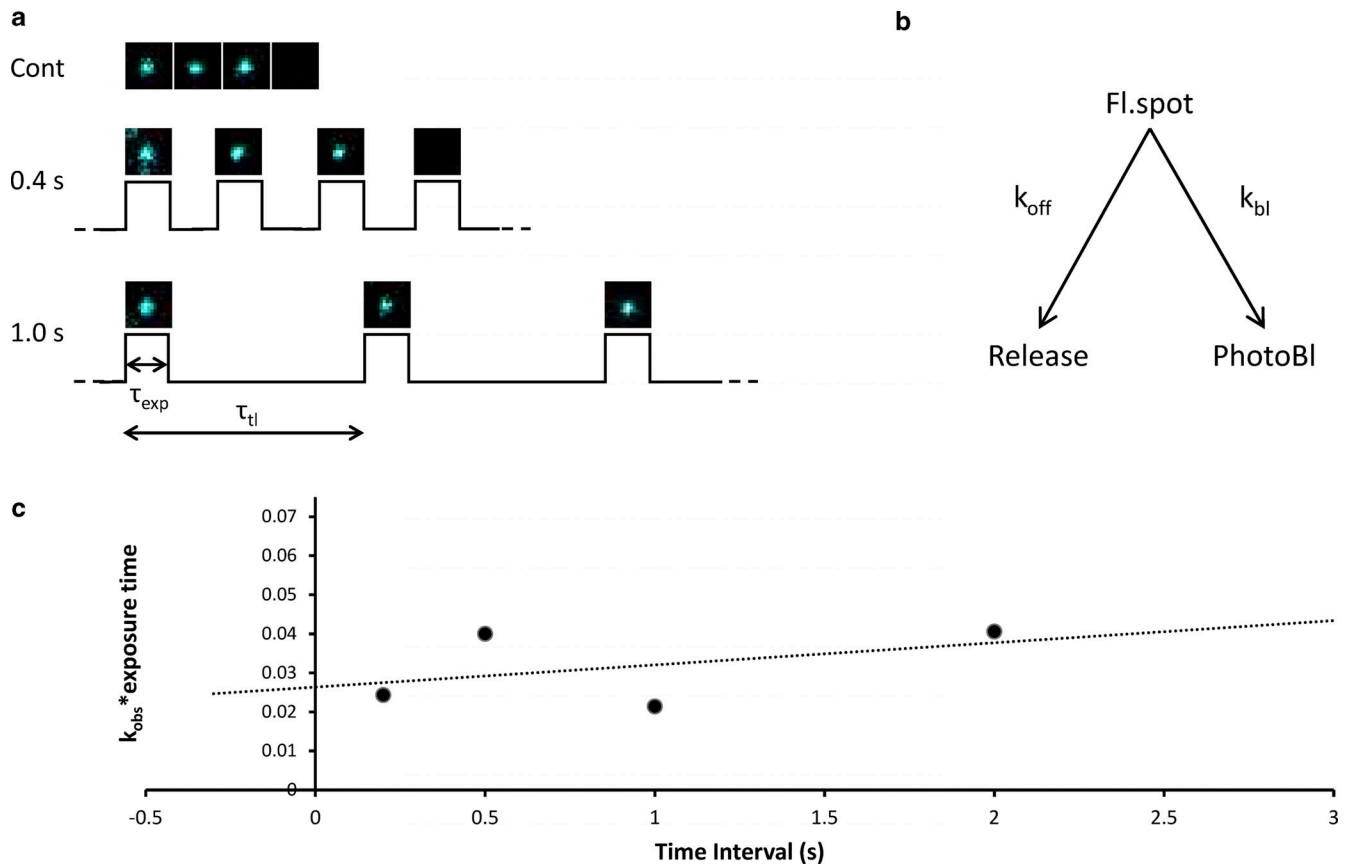 a
Cont
0.4 s
1.0 s
τexp
τtl
b
Fl.spot
koff
kbl
Release
PhotoBl
c
kobs*exposure time
0.07
0.06
0.05
0.04
0.03
0.02
0.01
0
-0.5
0
0.5
1
1.5
2
2.5
3
Time Interval (s)